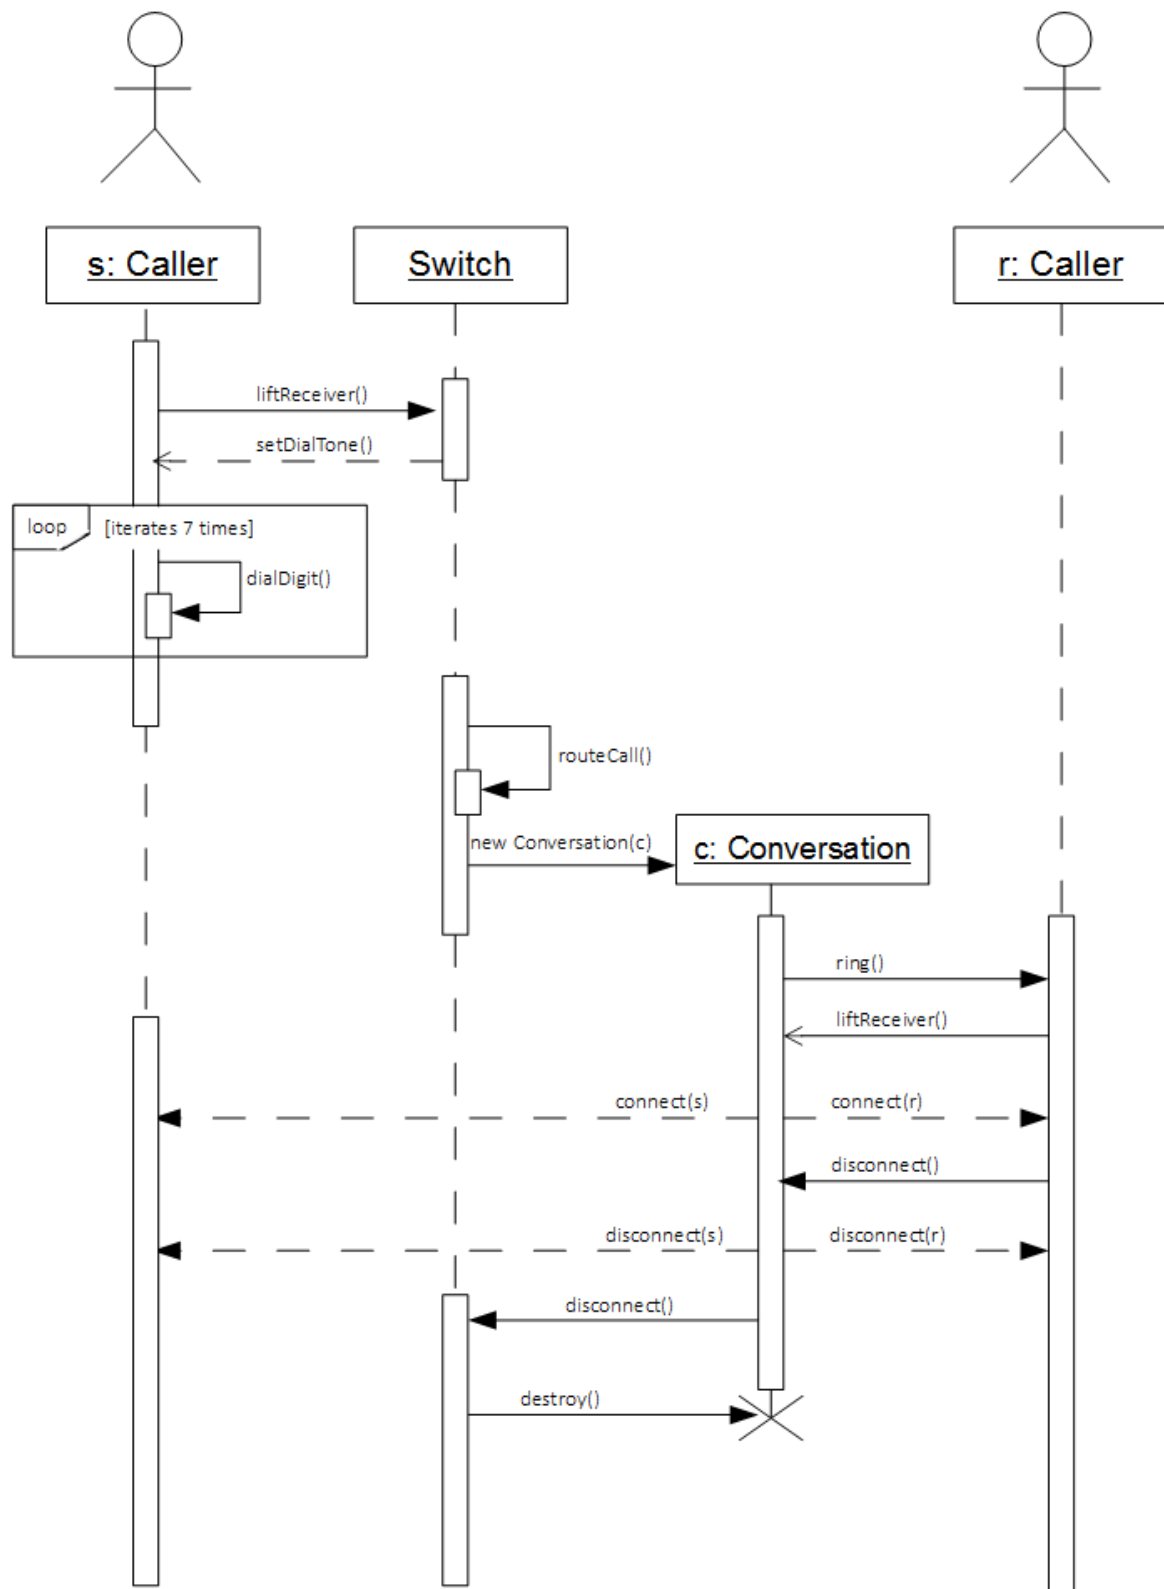 s: Caller
Switch
r: Caller
liftReceiver()
setDialTone()
loop
[iterates 7 times]
dialDigit()
routeCall()
new Conversation(c)
c: Conversation
ring()
liftReceiver()
connect(s)
connect(r)
disconnect()
disconnect(s)
disconnect(r)
disconnect()
destroy()